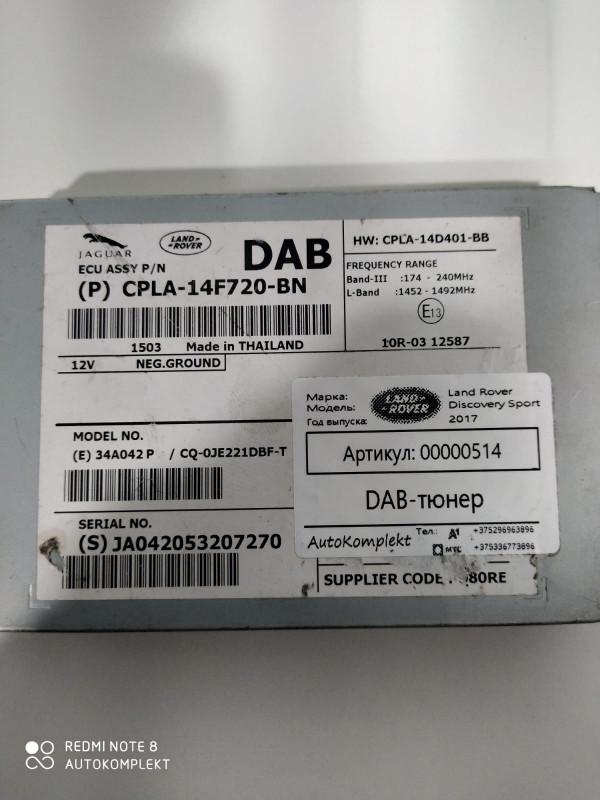 JAGUAR
LAND-
-ROVER
DAB
ECU ASSY P/N
(P) CPLA-14F720-BN
1503 Made in THAILAND
12V NEG.GROUND
HW: CPLA-14D401-BB
FREQUENCY RANGE
Band-III :174 - 240MHz
L-Band :1452 - 1492MHz
E13
10R-03 12587
MODEL NO.
(E) 34A042 P / CQ-0JE221DBF-T
SERIAL NO.
(S) JA042053207270
Марка:
Модель:
Год выпуска:
LAND-
-ROVER
Land Rover
Discovery Sport
2017
Артикул: 00000514
DAB-тюнер
AutoKomplekt
Тел.: A1 +375296963896
МТС +375336773896
SUPPLIER CODE
REDMI NOTE 8
AUTOKOMPLEKT